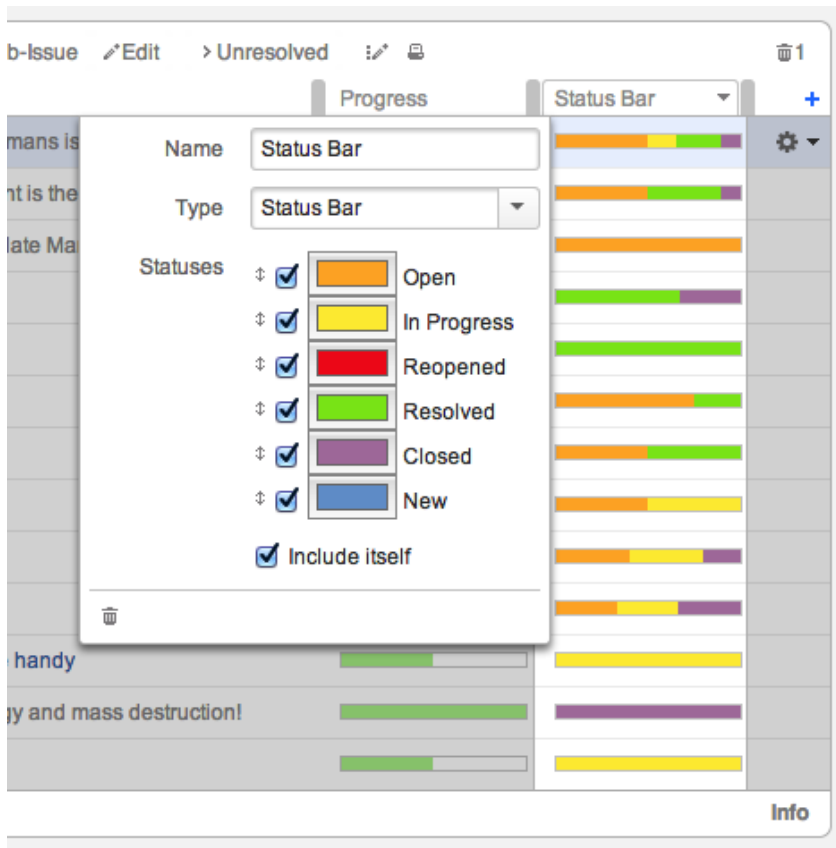 b-Issue Edit > Unresolved 1
Progress Status Bar +
mans is
Name Status Bar
nt is the
Type Status Bar
late Ma
Statuses
Open
In Progress
Reopened
Resolved
Closed
New
Include itself
handy
gy and mass destruction!
Info